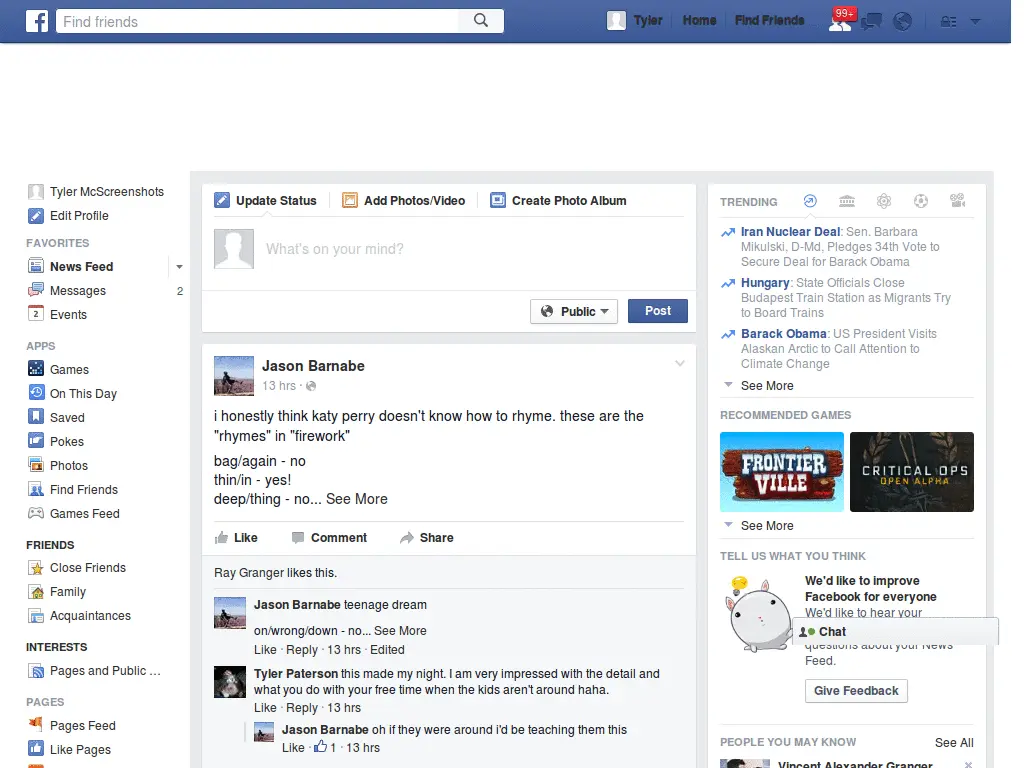 f
Find friends
Tyler
Home
Find Friends
99+
Tyler McScreenshots
Edit Profile
FAVORITES
News Feed
Messages 2
2 Events
APPS
Games
On This Day
Saved
Pokes
Photos
Find Friends
Games Feed
FRIENDS
Close Friends
Family
Acquaintances
INTERESTS
Pages and Public ...
PAGES
Pages Feed
Like Pages
Update Status
Add Photos/Video
Create Photo Album
What's on your mind?
Public
Post
Jason Barnabe
13 hrs ·
i honestly think katy perry doesn't know how to rhyme. these are the
"rhymes" in "firework"
bag/again - no
thin/in - yes!
deep/thing - no... See More
Like
Comment
Share
Ray Granger likes this.
Jason Barnabe teenage dream
on/wrong/down - no... See More
Like · Reply · 13 hrs · Edited
Tyler Paterson this made my night. I am very impressed with the detail and
what you do with your free time when the kids aren't around haha.
Like · Reply · 13 hrs
Jason Barnabe oh if they were around i'd be teaching them this
Like · 1 · 13 hrs
TRENDING
Iran Nuclear Deal: Sen. Barbara
Mikulski, D-Md, Pledges 34th Vote to
Secure Deal for Barack Obama
Hungary: State Officials Close
Budapest Train Station as Migrants Try
to Board Trains
Barack Obama: US President Visits
Alaskan Arctic to Call Attention to
Climate Change
See More
RECOMMENDED GAMES
FRONTIER
VILLE
CRITICAL OPS
OPEN ALPHA
See More
TELL US WHAT YOU THINK
We'd like to improve
Facebook for everyone
We'd like to hear your
Chat
questions about your News
Feed.
Give Feedback
PEOPLE YOU MAY KNOW
See All
Vincent Alexander Granger